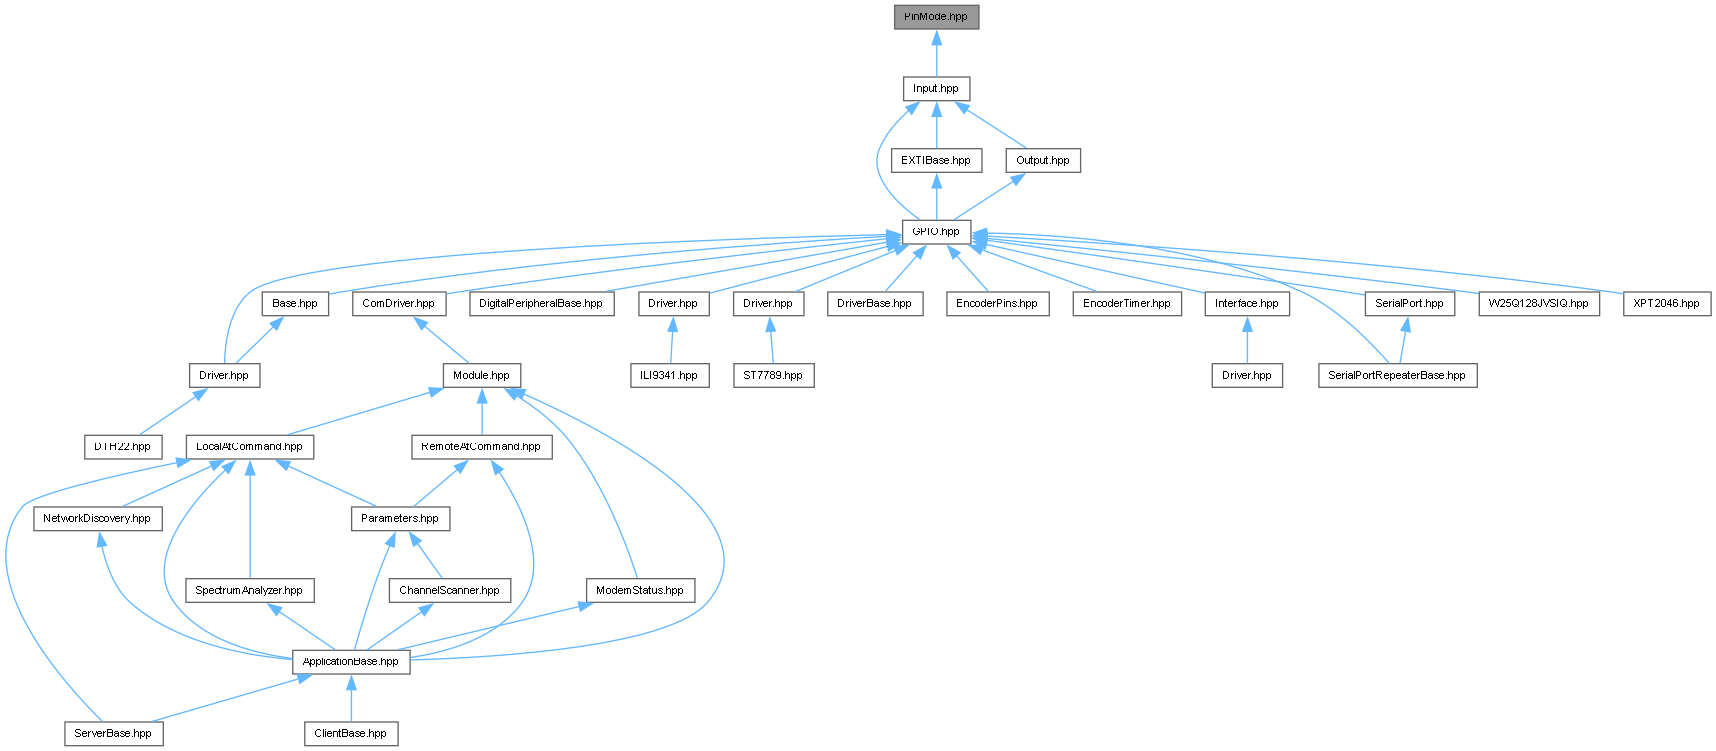 PinMode.hpp
Input.hpp
EXTIBase.hpp
Output.hpp
GPIO.hpp
Base.hpp
ComDriver.hpp
DigitalPeripheralBase.hpp
Driver.hpp
Driver.hpp
DriverBase.hpp
EncoderPins.hpp
EncoderTimer.hpp
Interface.hpp
SerialPort.hpp
W25Q128JVSIQ.hpp
XPT2046.hpp
Driver.hpp
Module.hpp
ILI9341.hpp
ST7789.hpp
Driver.hpp
SerialPortRepeaterBase.hpp
DTH22.hpp
LocalAtCommand.hpp
RemoteAtCommand.hpp
NetworkDiscovery.hpp
Parameters.hpp
SpectrumAnalyzer.hpp
ChannelScanner.hpp
ModemStatus.hpp
ApplicationBase.hpp
ServerBase.hpp
ClientBase.hpp